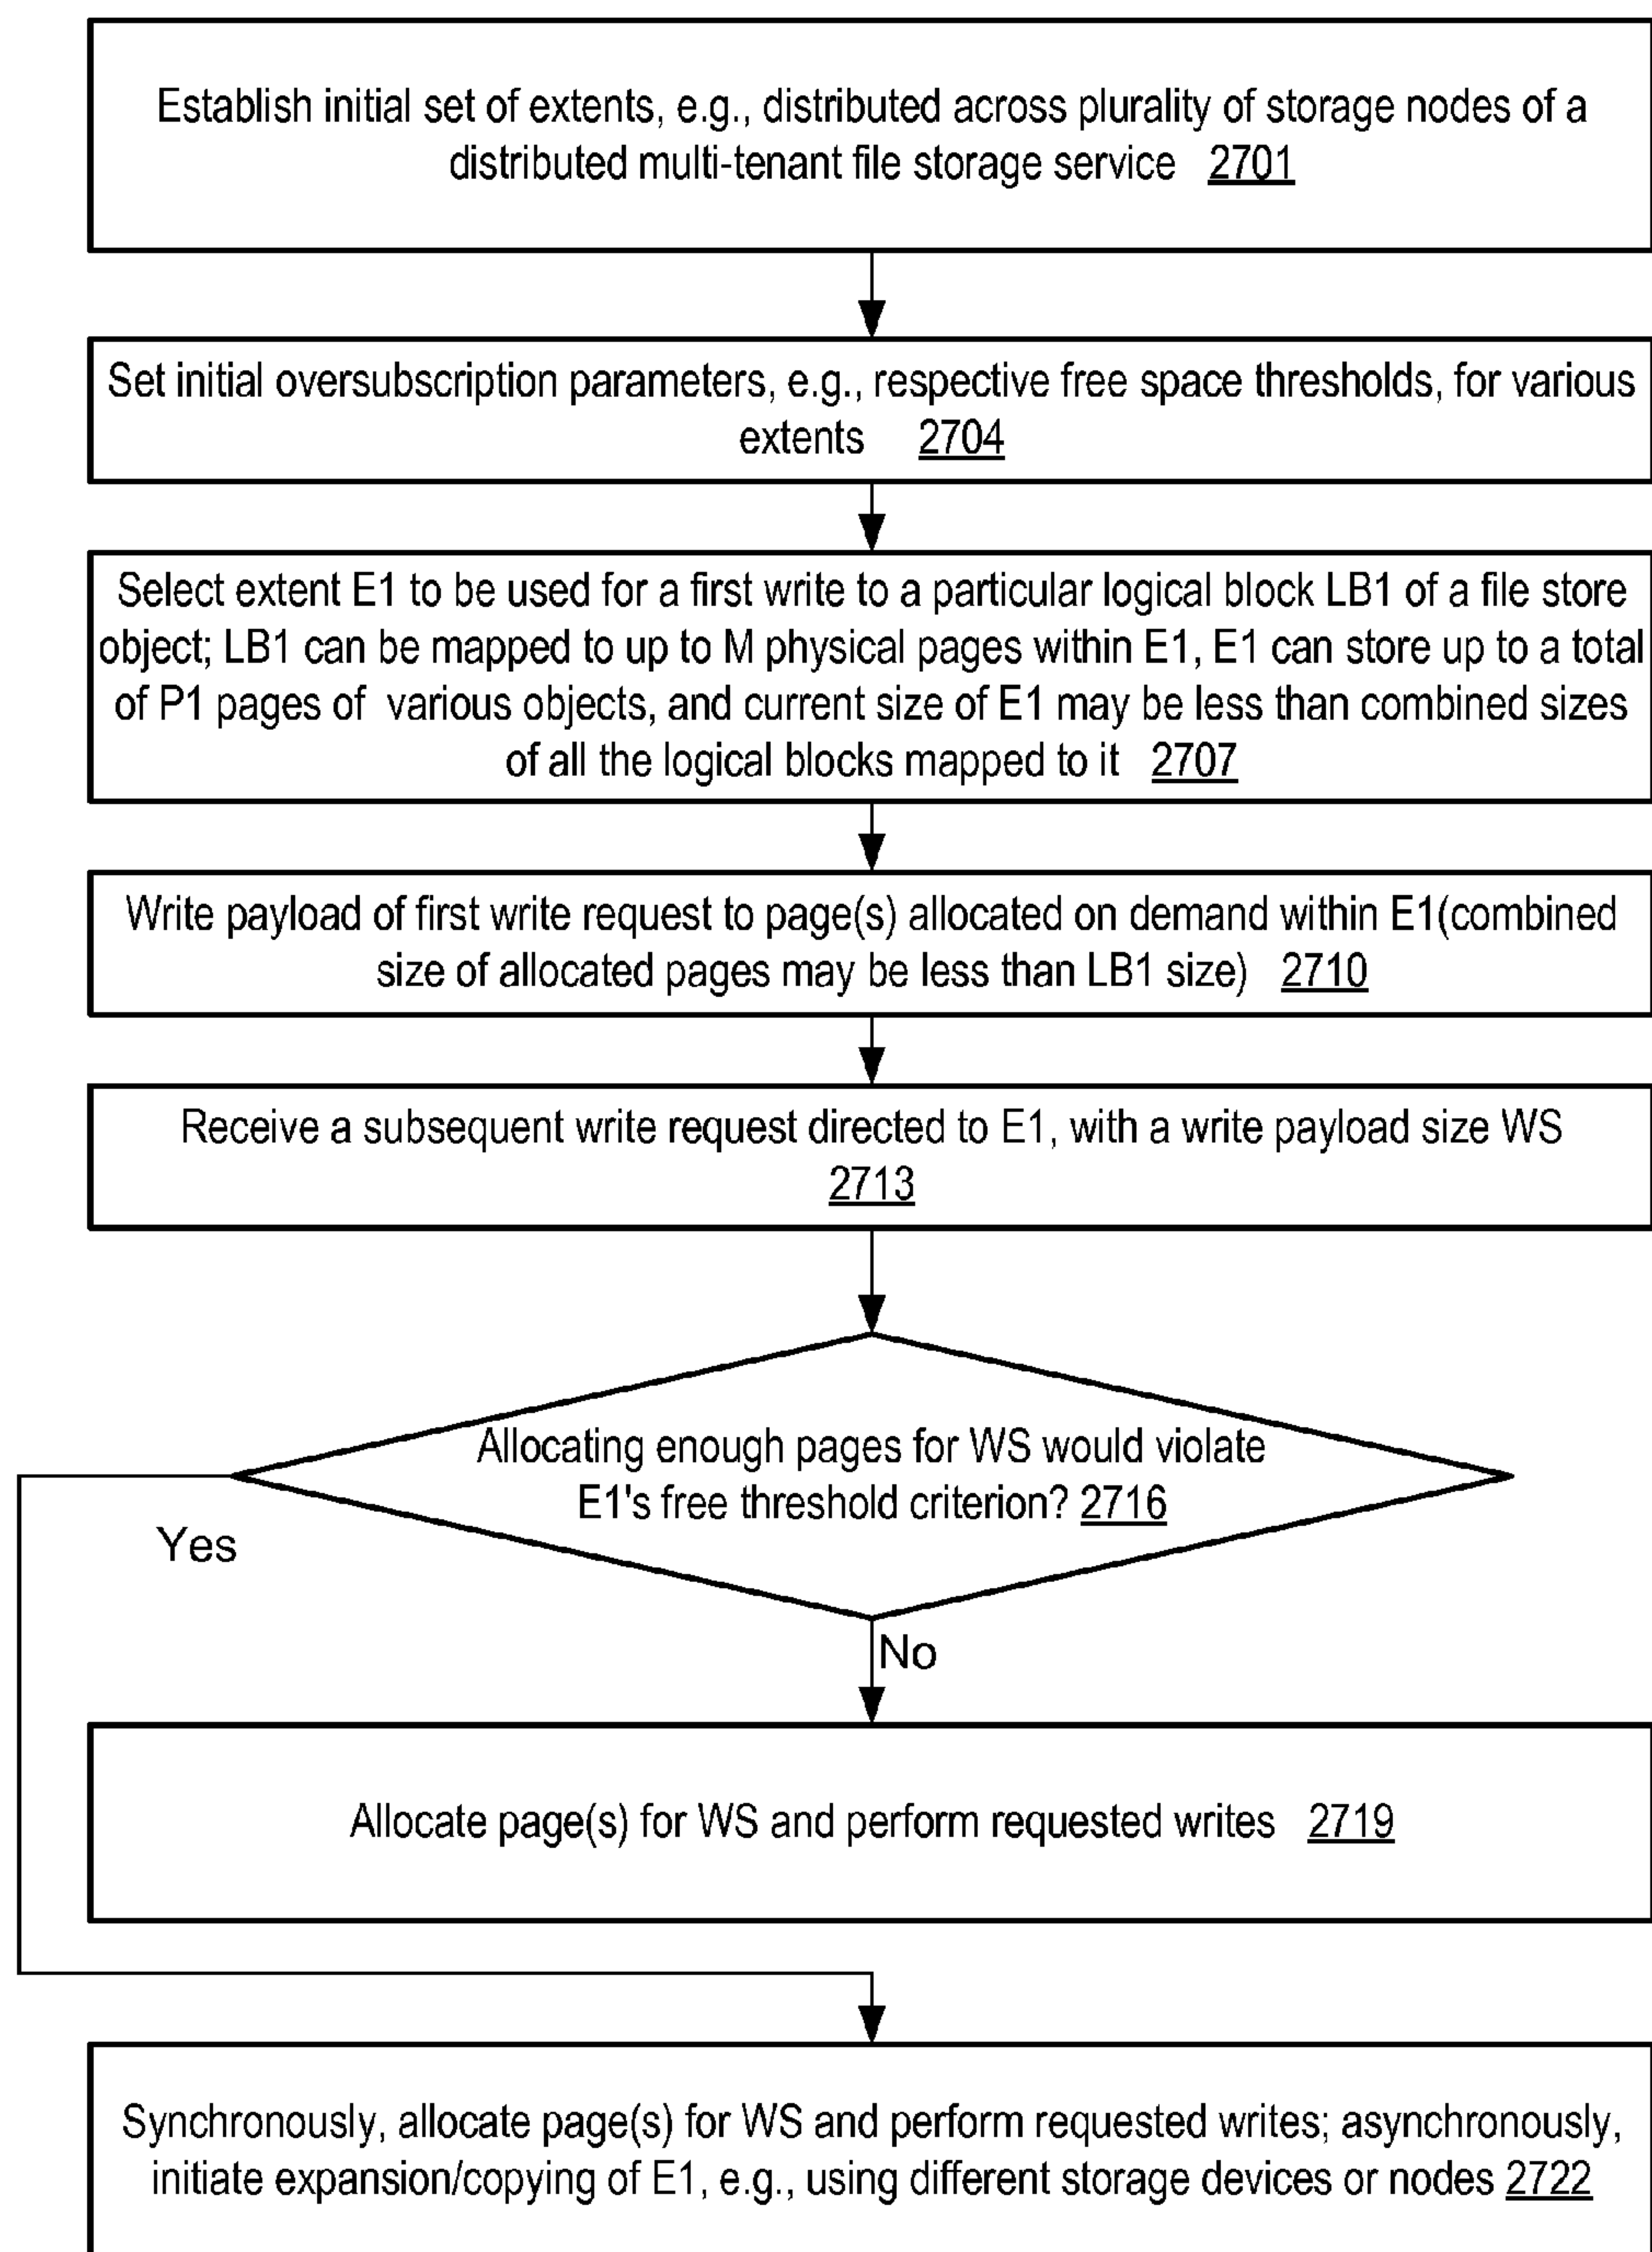 Establish initial set of extents, e.g., distributed across plurality of storage nodes of a
distributed multi-tenant file storage service 2701
Set initial oversubscription parameters, e.g., respective free space thresholds, for various
extents 2704
Select extent E1 to be used for a first write to a particular logical block LB1 of a file store
object; LB1 can be mapped to up to M physical pages within E1, E1 can store up to a total
of P1 pages of various objects, and current size of E1 may be less than combined sizes
of all the logical blocks mapped to it 2707
Write payload of first write request to page(s) allocated on demand within E1(combined
size of allocated pages may be less than LB1 size) 2710
Receive a subsequent write request directed to E1, with a write payload size WS
2713
Allocating enough pages for WS would violate
E1's free threshold criterion? 2716
Yes
No
Allocate page(s) for WS and perform requested writes 2719
Synchronously, allocate page(s) for WS and perform requested writes; asynchronously,
initiate expansion/copying of E1, e.g., using different storage devices or nodes 2722